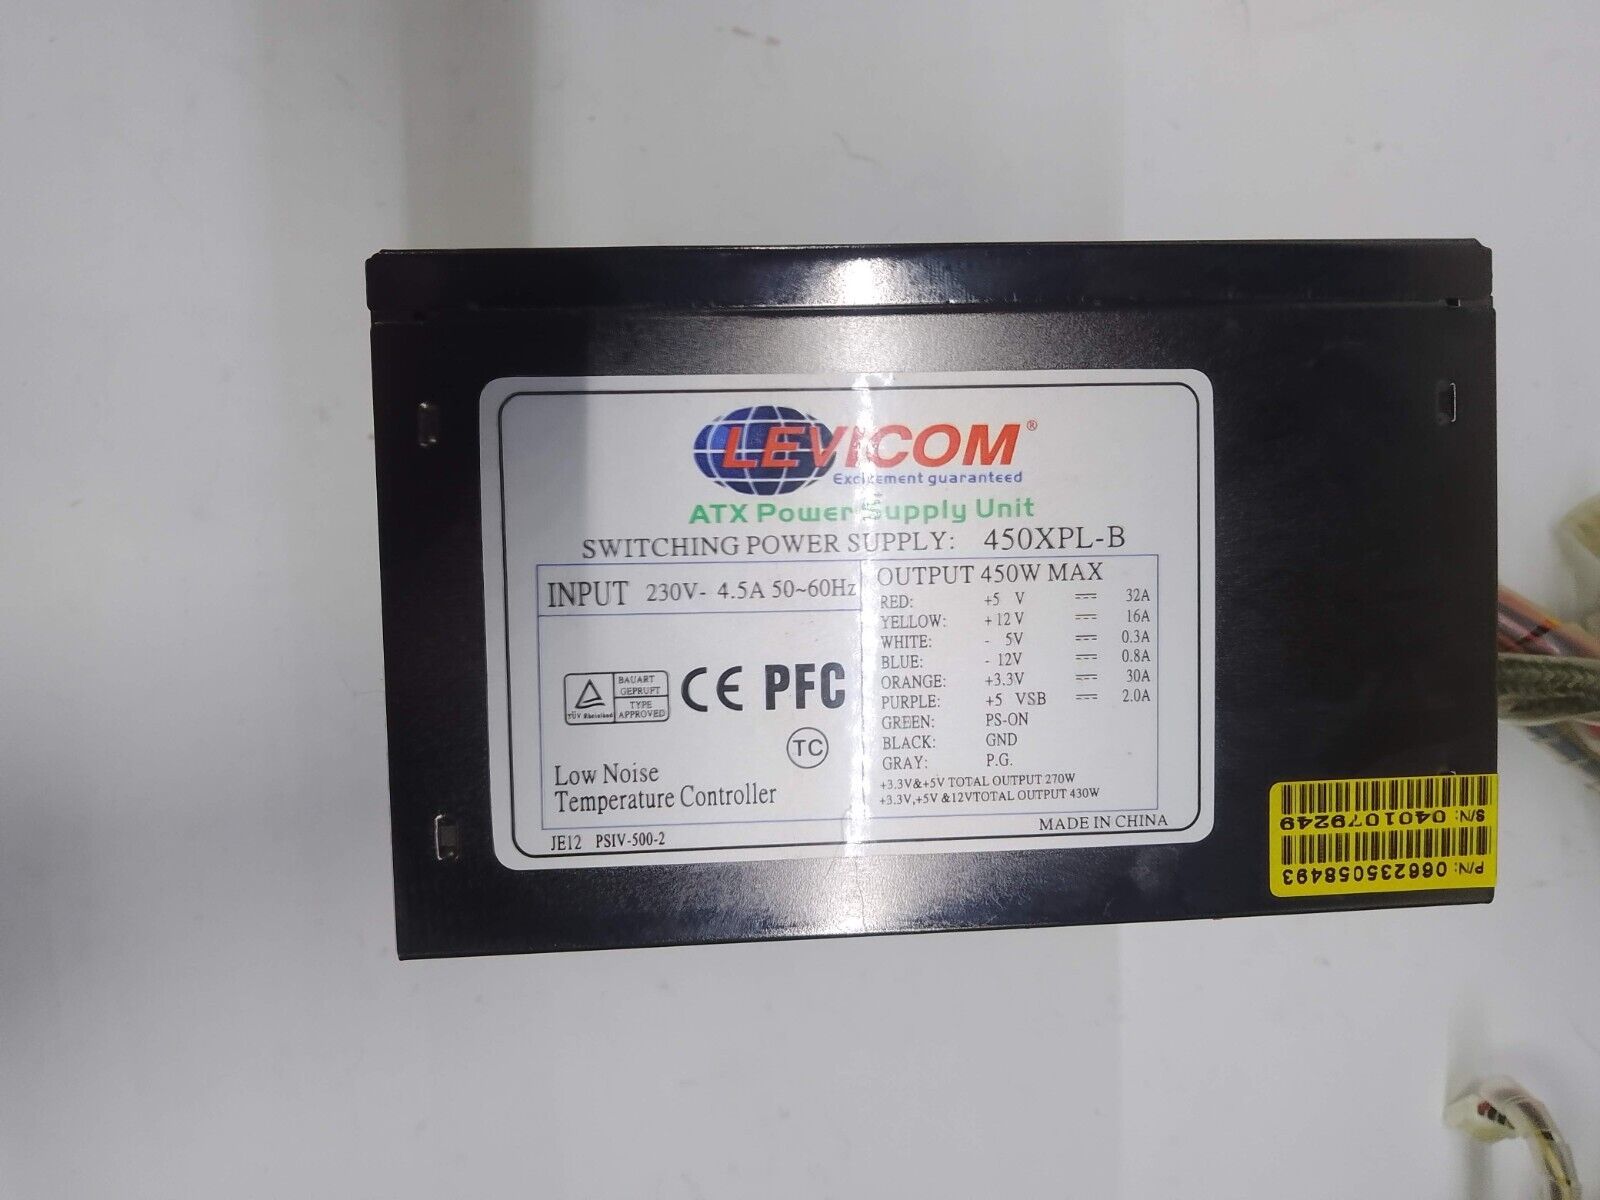 LEVICOM®
Excitement guaranteed
ATX Power Supply Unit
SWITCHING POWER SUPPLY: 450XPL-B
INPUT 230V- 4.5A 50~60Hz
BAUART
GEPRUFT
TYPE
APPROVED
TÜV Rheinland
CE PFC
TC
Low Noise
Temperature Controller
OUTPUT 450W MAX
RED: +5 V 32A
YELLOW: +12 V 16A
WHITE: - 5V 0.3A
BLUE: - 12V 0.8A
ORANGE: +3.3V 30A
PURPLE: +5 VSB 2.0A
GREEN: PS-ON
BLACK: GND
GRAY: P.G.
+3.3V&+5V TOTAL OUTPUT 270W
+3.3V,+5V &12VTOTAL OUTPUT 430W
JE12 PSIV-500-2
MADE IN CHINA
P/N: 066235058493
S/N: 0401079249